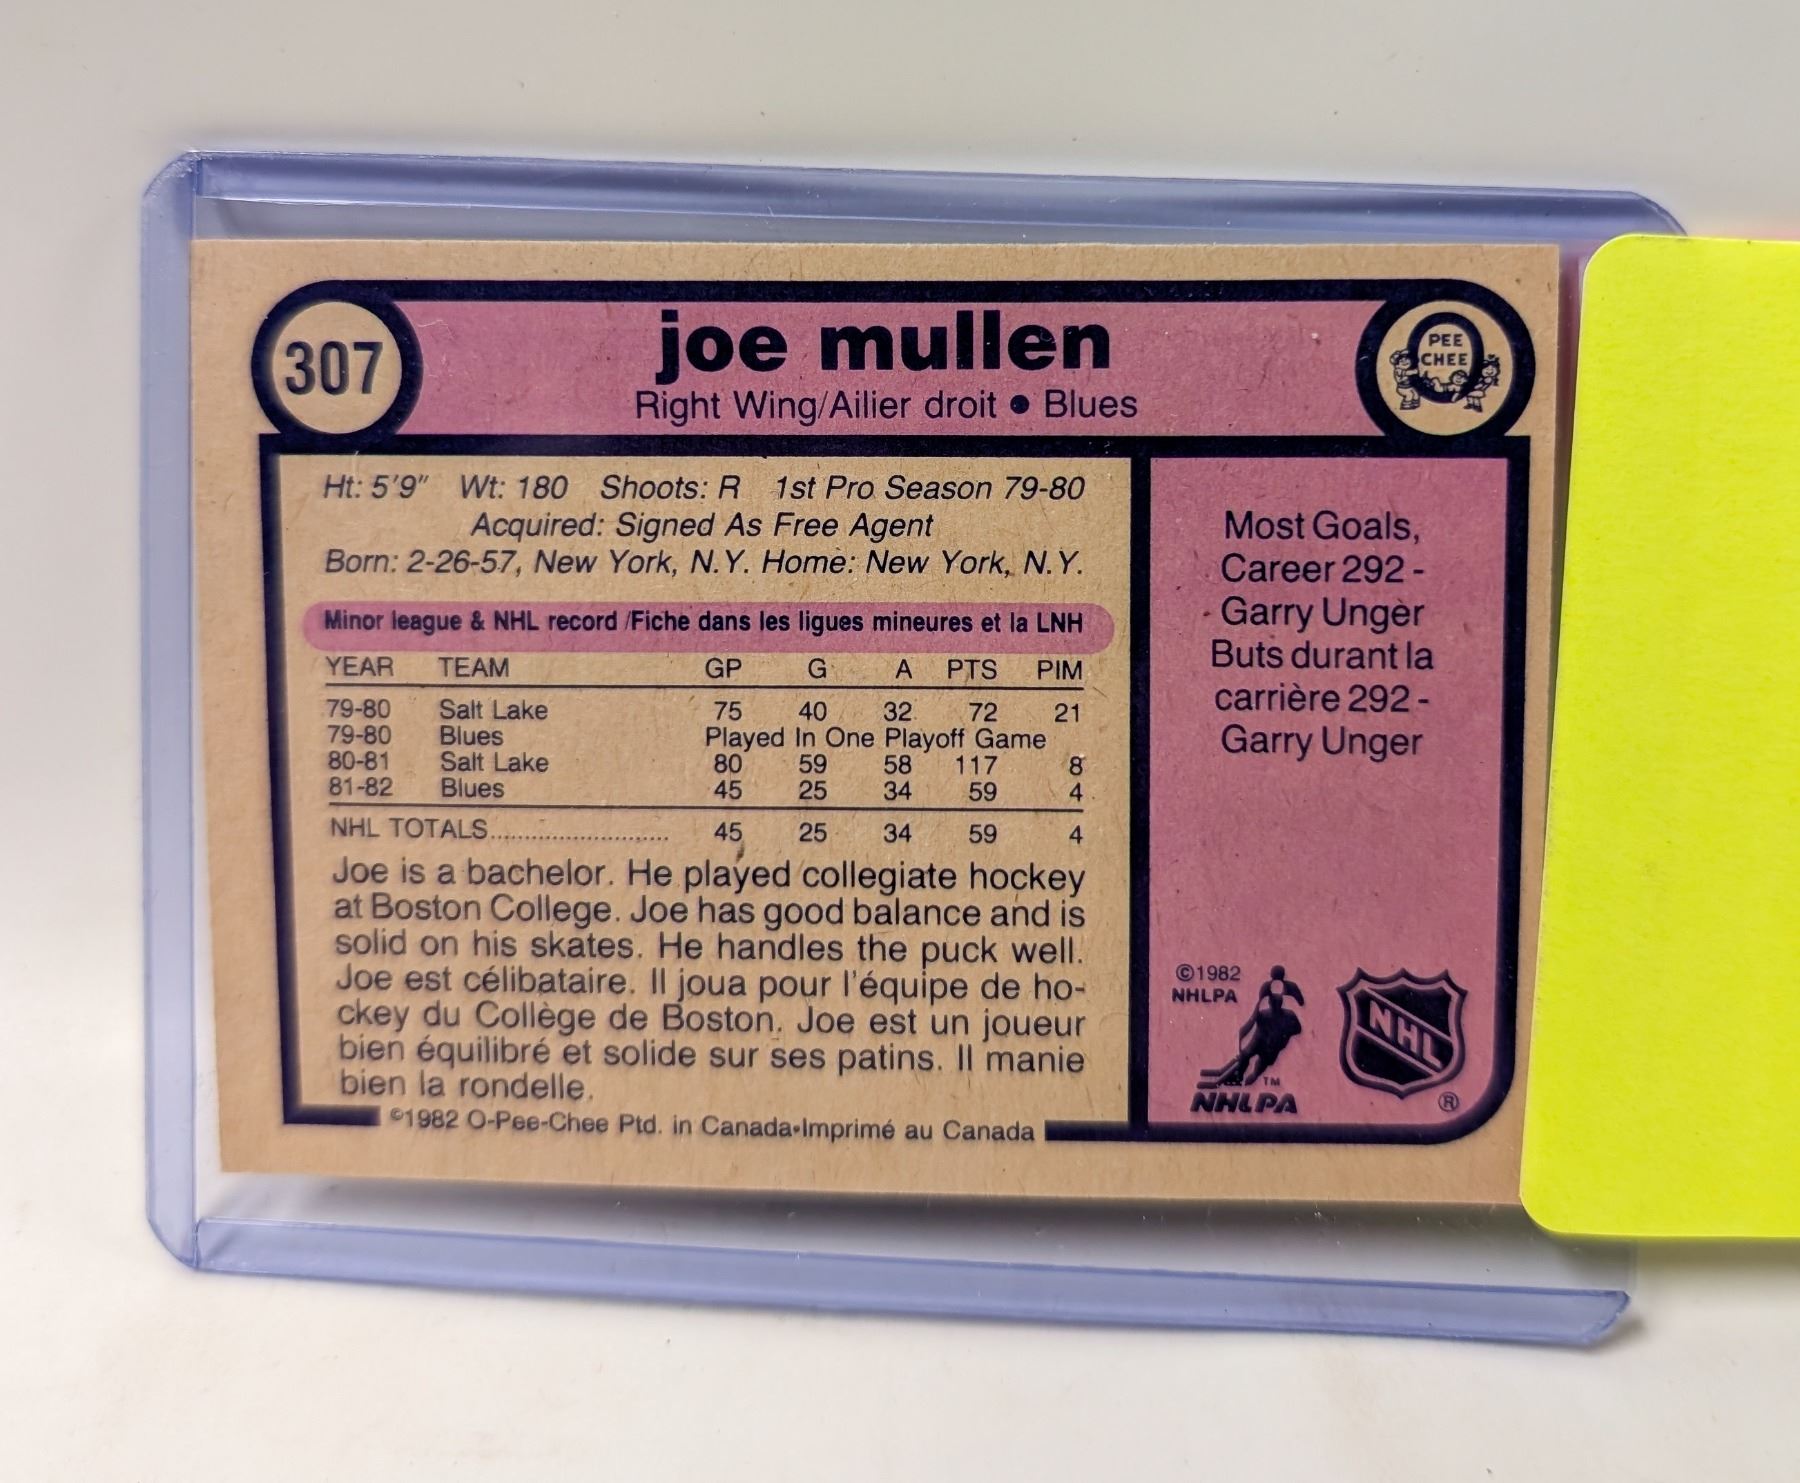 307
joe mullen
Right Wing/Ailier droit • Blues
PEE
CHEE
Ht: 5'9" Wt: 180 Shoots: R 1st Pro Season 79-80
Acquired: Signed As Free Agent
Born: 2-26-57, New York, N.Y. Home: New York, N.Y.
Minor league & NHL record /Fiche dans les ligues mineures et la LNH
YEAR TEAM GP G A PTS PIM
79-80 Salt Lake 75 40 32 72 21
79-80 Blues Played In One Playoff Game
80-81 Salt Lake 80 59 58 117 8
81-82 Blues 45 25 34 59 4
NHL TOTALS.......................... 45 25 34 59 4
Joe is a bachelor. He played collegiate hockey
at Boston College. Joe has good balance and is
solid on his skates. He handles the puck well.
Joe est célibataire. Il joua pour l'équipe de ho-
ckey du Collège de Boston. Joe est un joueur
bien équilibré et solide sur ses patins. Il manie
bien la rondelle.
©1982 O-Pee-Chee Ptd. in Canada•Imprimé au Canada
Most Goals,
Career 292 -
Garry Unger
Buts durant la
carrière 292 -
Garry Unger
©1982
NHLPA
TM
NHLPA
NHL
®